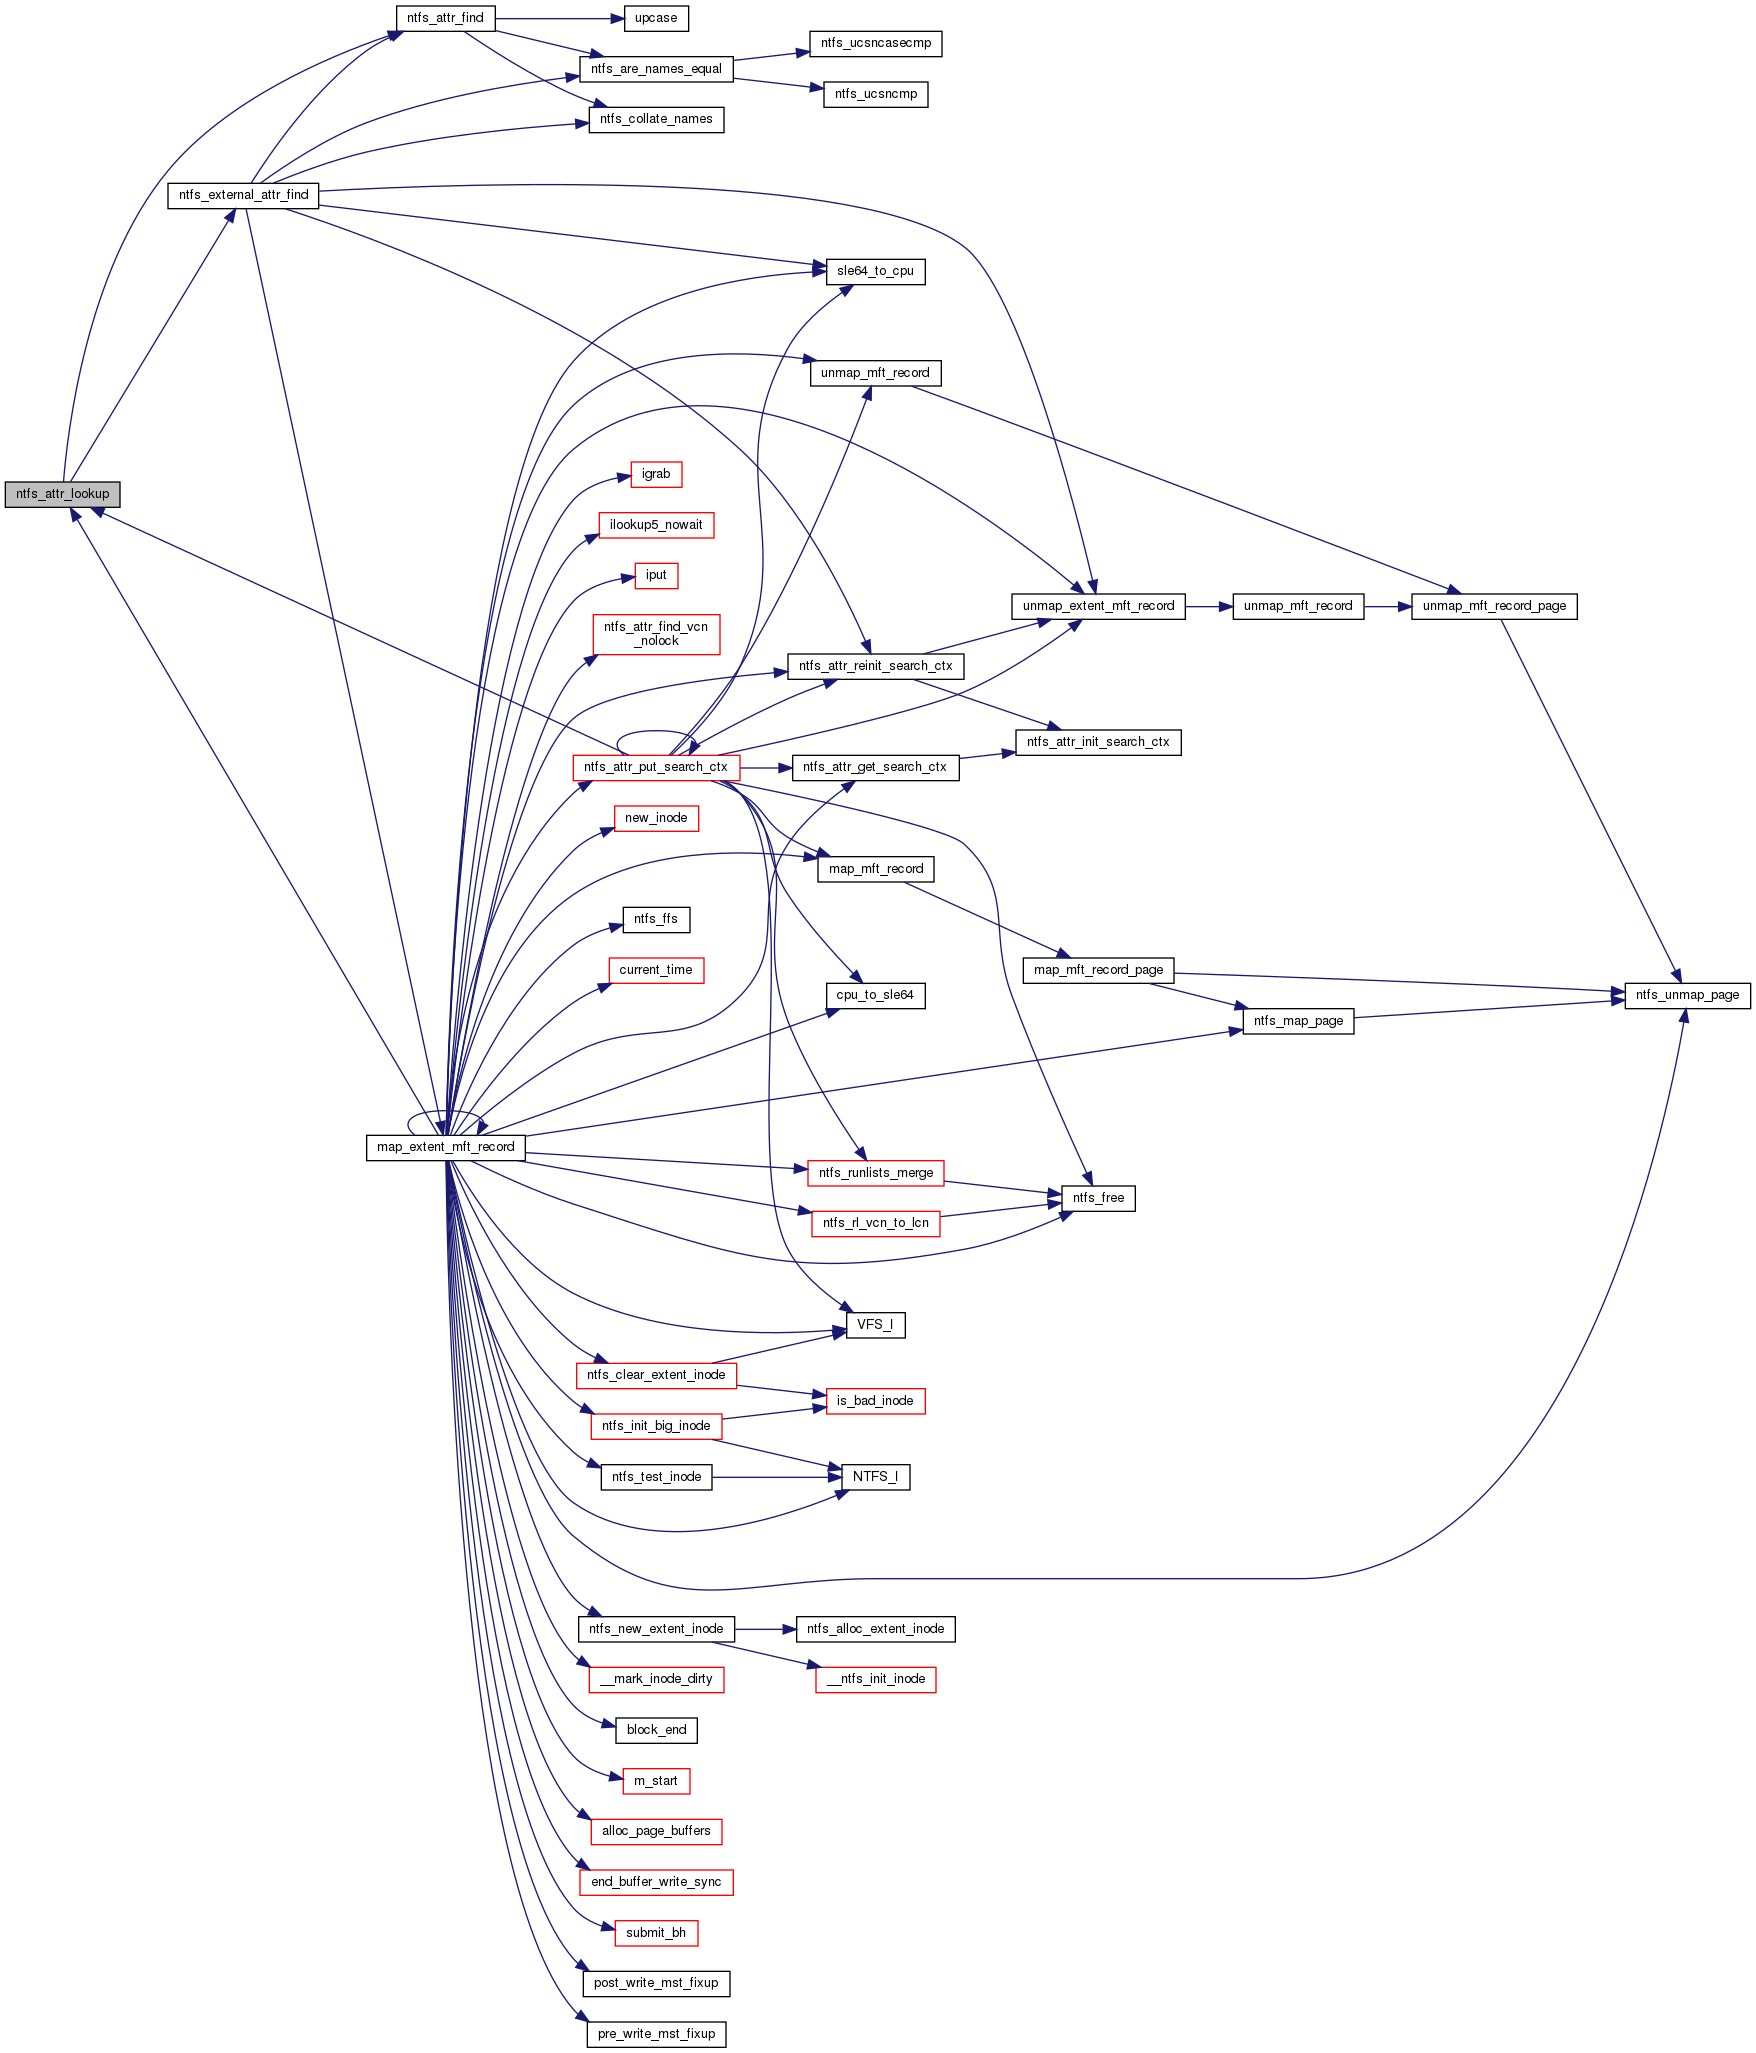 ntfs_attr_find
upcase
ntfs_ucsncasecmp
ntfs_are_names_equal
ntfs_ucsncmp
ntfs_collate_names
ntfs_external_attr_find
sle64_to_cpu
unmap_mft_record
igrab
ntfs_attr_lookup
ilookup5_nowait
iput
unmap_extent_mft_record
unmap_mft_record
unmap_mft_record_page
ntfs_attr_find_vcn
_nolock
ntfs_attr_reinit_search_ctx
ntfs_attr_init_search_ctx
ntfs_attr_put_search_ctx
ntfs_attr_get_search_ctx
new_inode
map_mft_record
ntfs_ffs
current_time
map_mft_record_page
cpu_to_sle64
ntfs_unmap_page
ntfs_map_page
map_extent_mft_record
ntfs_runlists_merge
ntfs_free
ntfs_rl_vcn_to_lcn
VFS_I
ntfs_clear_extent_inode
is_bad_inode
ntfs_init_big_inode
ntfs_test_inode
NTFS_I
ntfs_new_extent_inode
ntfs_alloc_extent_inode
__mark_inode_dirty
__ntfs_init_inode
block_end
m_start
alloc_page_buffers
end_buffer_write_sync
submit_bh
post_write_mst_fixup
pre_write_mst_fixup